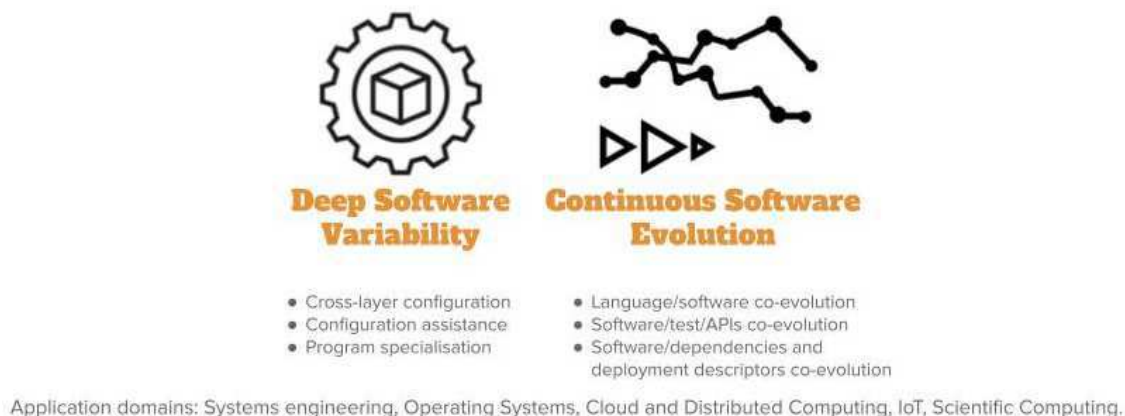 Deep Software
Variability
• Cross-layer configuration
• Configuration assistance
• Program specialisation
Continuous Software
Evolution
• Language/software co-evolution
• Software/test/APIs co-evolution
• Software/dependencies and
deployment descriptors co-evolution
Application domains: Systems engineering, Operating Systems, Cloud and Distributed Computing, IoT, Scientific Computing.